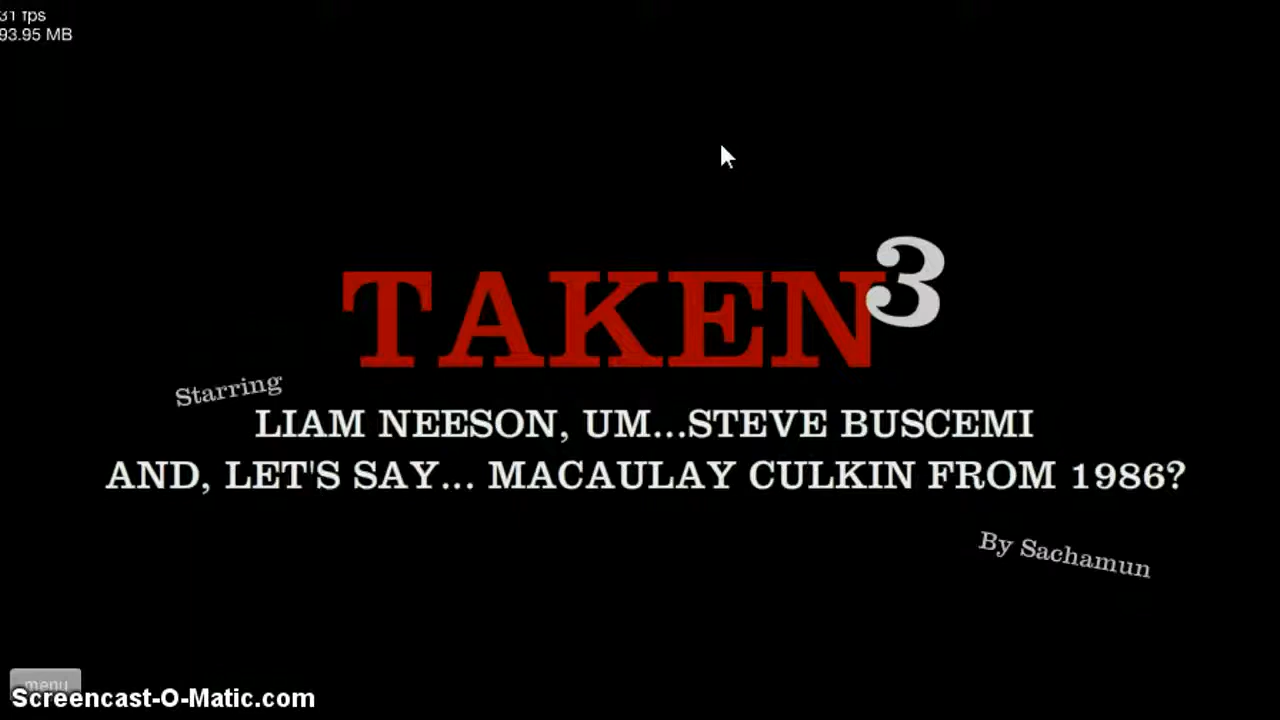 31 fps
93.95 MB
TAKEN3
Starring
LIAM NEESON, UM...STEVE BUSCEMI
AND, LET'S SAY... MACAULAY CULKIN FROM 1986?
By Sachamun
menu
Screencast-O-Matic.com